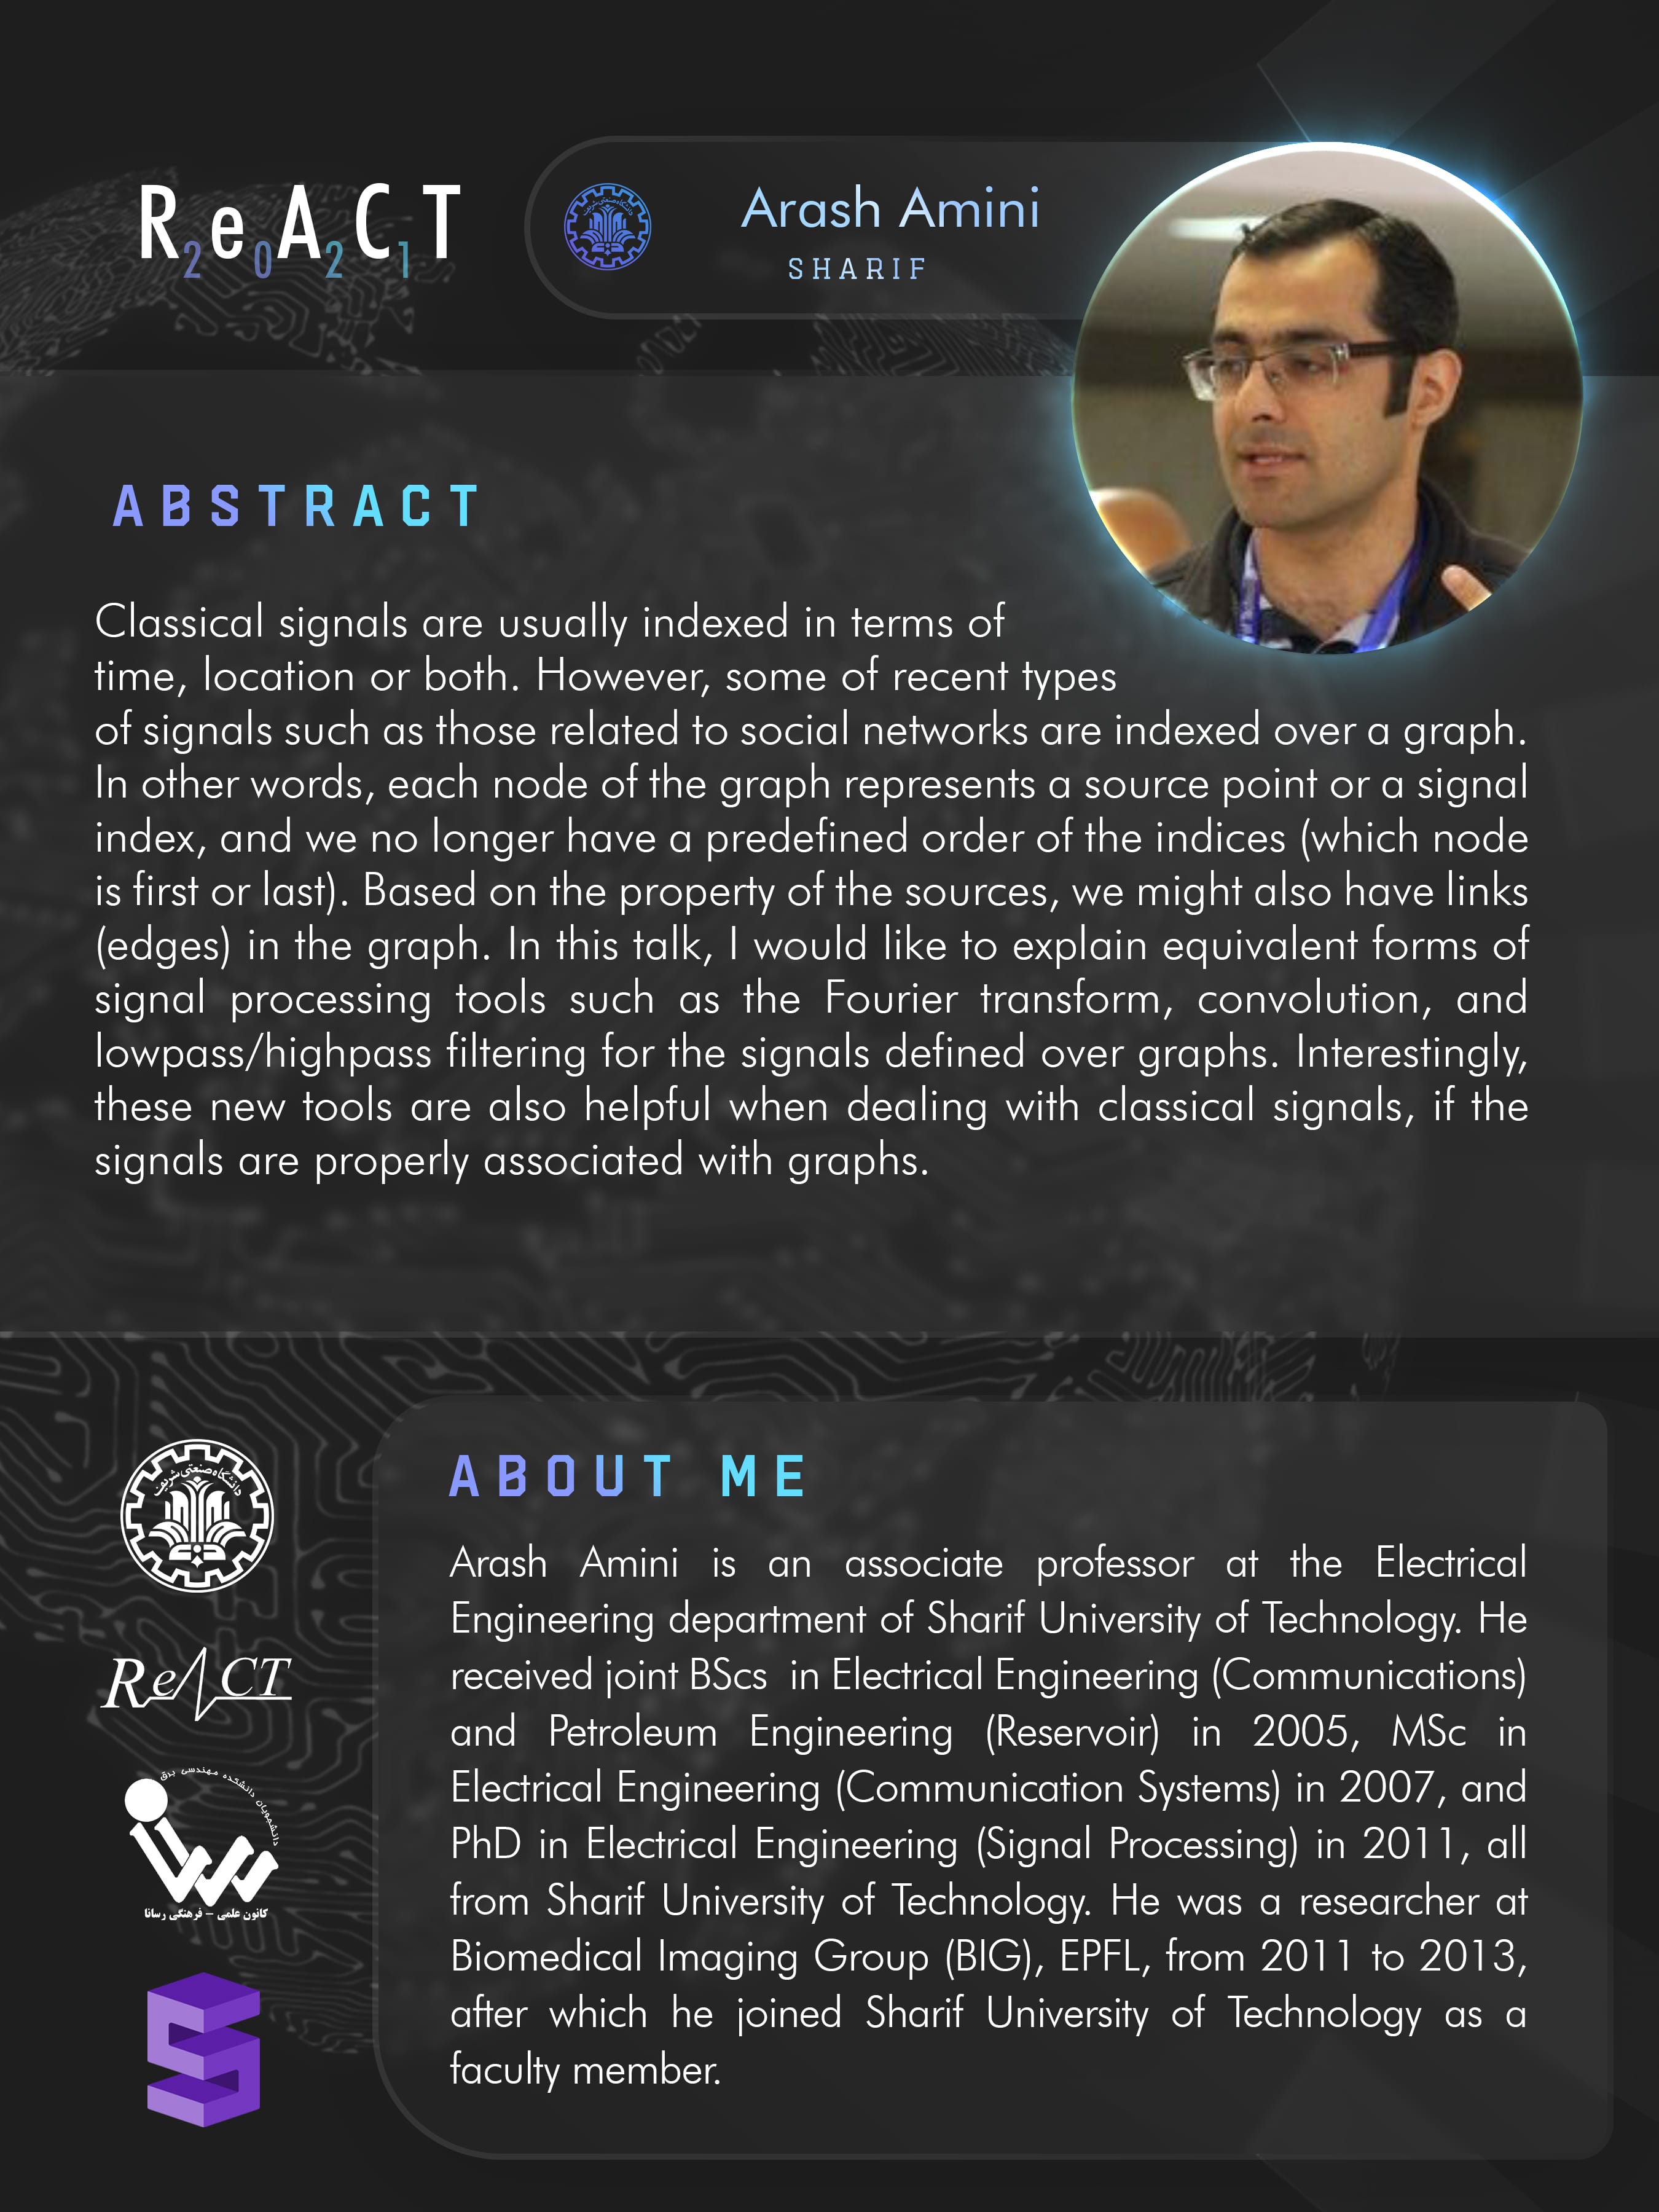 ReACT
2021
Arash Amini
SHARIF
ABSTRACT
Classical signals are usually indexed in terms of
time, location or both. However, some of recent types
of signals such as those related to social networks are indexed over a graph.
In other words, each node of the graph represents a source point or a signal
index, and we no longer have a predefined order of the indices (which node
is first or last). Based on the property of the sources, we might also have links
(edges) in the graph. In this talk, I would like to explain equivalent forms of
signal processing tools such as the Fourier transform, convolution, and
lowpass/highpass filtering for the signals defined over graphs. Interestingly,
these new tools are also helpful when dealing with classical signals, if the
signals are properly associated with graphs.
دانشگاه صنعتی شریف
ReACT
دانشجویان دانشکده مهندسی برق
رسانا
کانون علمی - فرهنگی رسانا
ABOUT ME
Arash Amini is an associate professor at the Electrical
Engineering department of Sharif University of Technology. He
received joint BScs in Electrical Engineering (Communications)
and Petroleum Engineering (Reservoir) in 2005, MSc in
Electrical Engineering (Communication Systems) in 2007, and
PhD in Electrical Engineering (Signal Processing) in 2011, all
from Sharif University of Technology. He was a researcher at
Biomedical Imaging Group (BIG), EPFL, from 2011 to 2013,
after which he joined Sharif University of Technology as a
faculty member.